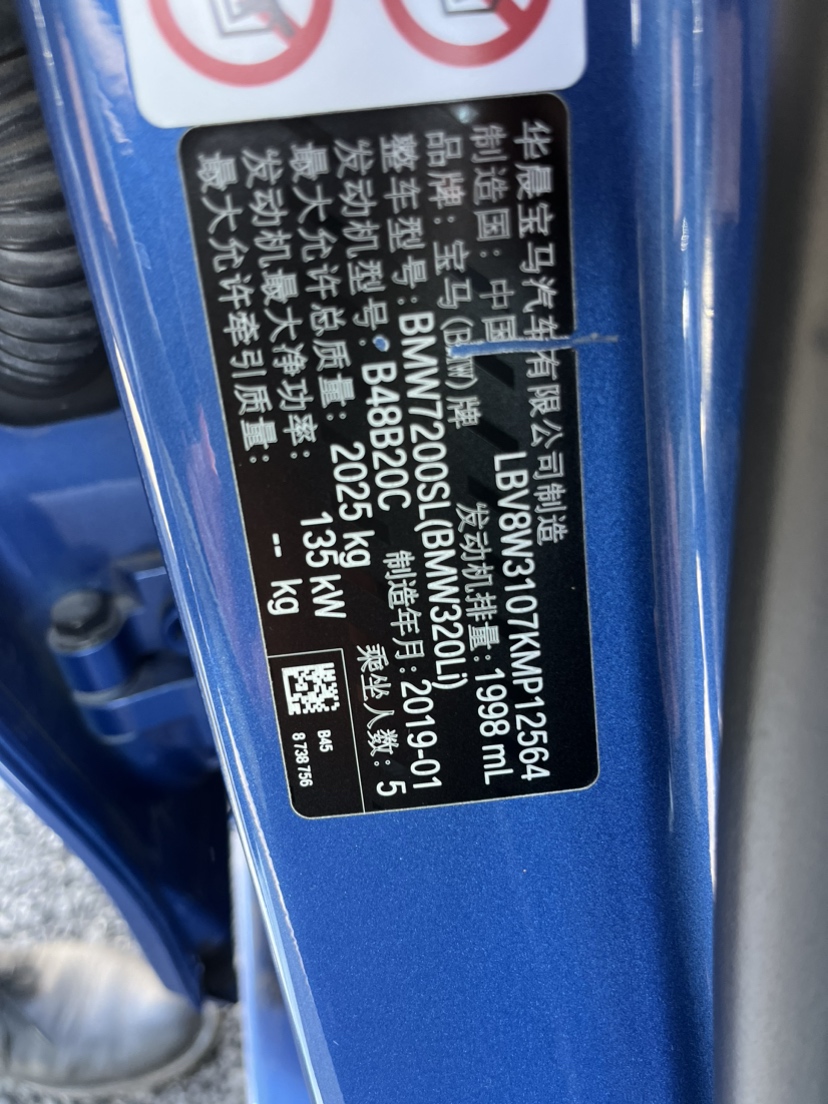 华晨宝马汽车有限公司制造
制造国：中国 LBV8W3107KMP12564
品牌：宝马(BMW)牌 发动机排量：1998 mL
整车型号：BMW7200SL(BMW320Li)
发动机型号：B48B20C 制造年月：2019-01
最大允许总质量：2025 kg 乘坐人数：5
发动机最大净功率：135 kW
最大允许牵引质量：-- kg
B45
8 738 756